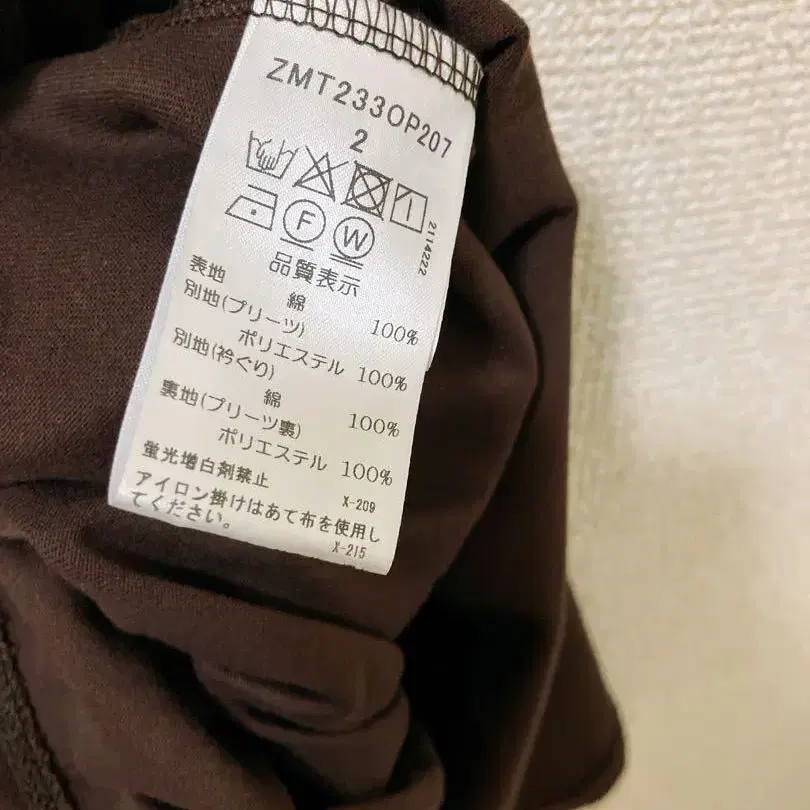 ZMT233OP207
2
F
W
2114222
品質表示
表地
綿 100%
別地(プリーツ)
ポリエステル 100%
別地(衿ぐり)
綿 100%
裏地(プリーツ裏)
ポリエステル 100%
蛍光増白剤禁止
X-209
アイロン掛けはあて布を使用し
てください。
X-215